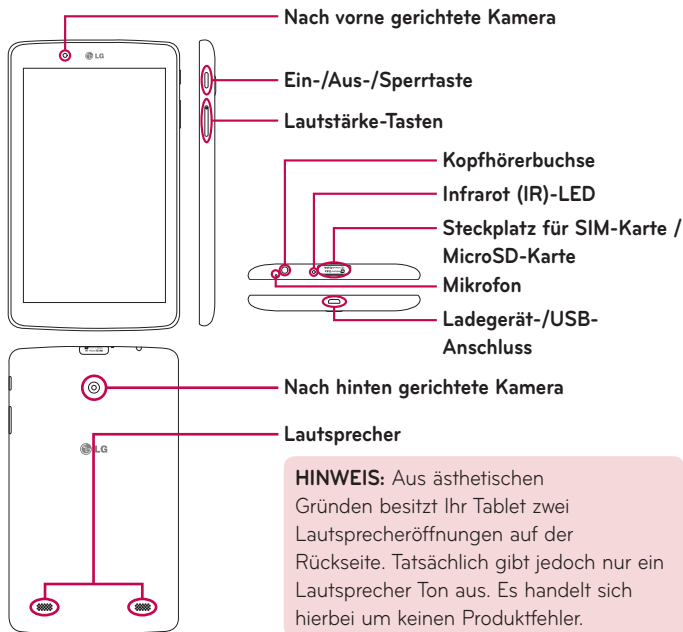 Nach vorne gerichtete Kamera
LG
Ein-/Aus-/Sperrtaste
Lautstärke-Tasten
Kopfhörerbuchse
Infrarot (IR)-LED
Steckplatz für SIM-Karte /
MicroSD-Karte
Mikrofon
Ladegerät-/USB-
Anschluss
Nach hinten gerichtete Kamera
Lautsprecher
LG
HINWEIS: Aus ästhetischen
Gründen besitzt Ihr Tablet zwei
Lautsprecheröffnungen auf der
Rückseite. Tatsächlich gibt jedoch nur ein
Lautsprecher Ton aus. Es handelt sich
hierbei um keinen Produktfehler.